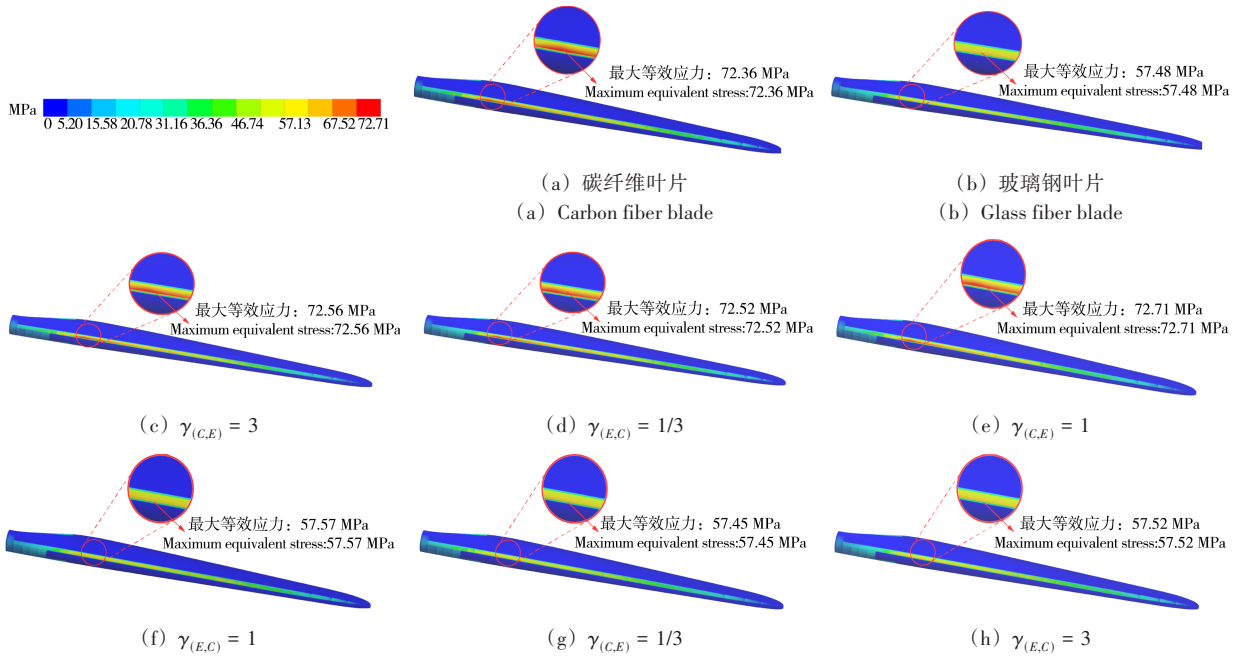 最大等效应力：72.36 MPa
Maximum equivalent stress:72.36 MPa
最大等效应力：57.48 MPa
Maximum equivalent stress:57.48 MPa
MPa
0 5.20 15.58 20.78 31.16 36.36 46.74 57.13 67.52 72.71
（a）碳纤维叶片
（a）Carbon fiber blade
（b）玻璃钢叶片
（b）Glass fiber blade
最大等效应力：72.56 MPa
Maximum equivalent stress:72.56 MPa
最大等效应力：72.52 MPa
Maximum equivalent stress:72.52 MPa
最大等效应力：72.71 MPa
Maximum equivalent stress:72.71 MPa
（c）γ(C,E) = 3
（d）γ(E,C) = 1/3
（e）γ(C,E) = 1
最大等效应力：57.57 MPa
Maximum equivalent stress:57.57 MPa
最大等效应力：57.45 MPa
Maximum equivalent stress:57.45 MPa
最大等效应力：57.52 MPa
Maximum equivalent stress:57.52 MPa
（f）γ(E,C) = 1
（g）γ(C,E) = 1/3
（h）γ(E,C) = 3